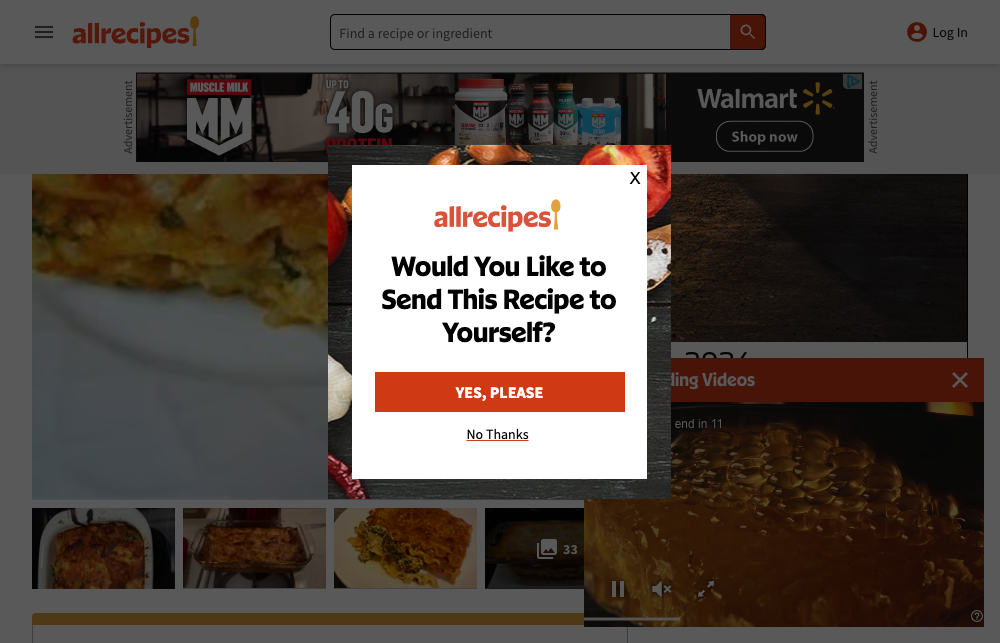 allrecipes
Find a recipe or ingredient
Log In
Advertisement
MUSCLE MILK
MM
UP TO
40G
PROTEIN
Walmart
Shop now
Advertisement
X
allrecipes
Would You Like to
Send This Recipe to
Yourself?
YES, PLEASE
No Thanks
ding Videos
end in 11
33